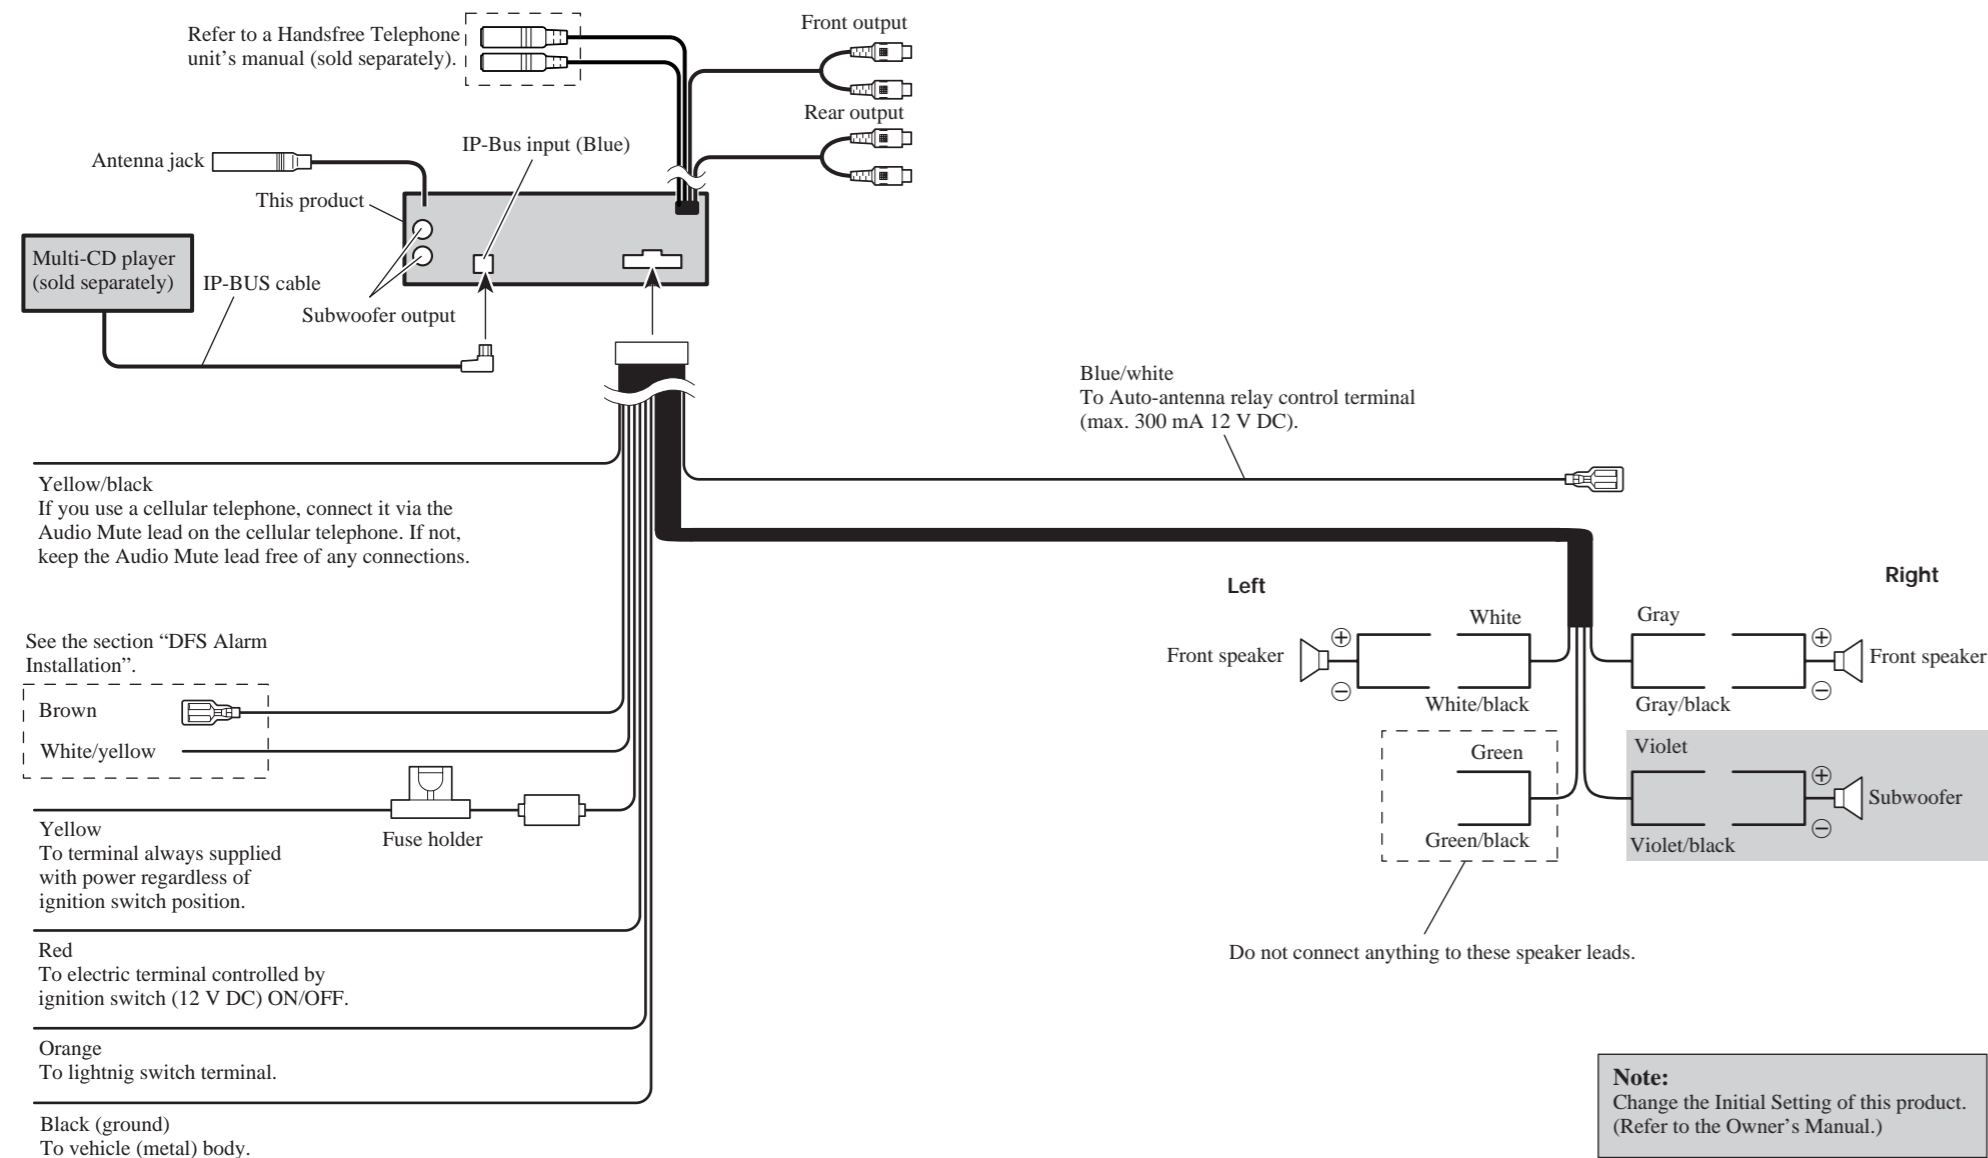 Refer to a Handsfree Telephone
unit's manual (sold separately).
Front output
Rear output
Antenna jack
IP-Bus input (Blue)
This product
Multi-CD player
(sold separately)
IP-BUS cable
Subwoofer output
Blue/white
To Auto-antenna relay control terminal
(max. 300 mA 12 V DC).
Yellow/black
If you use a cellular telephone, connect it via the
Audio Mute lead on the cellular telephone. If not,
keep the Audio Mute lead free of any connections.
See the section “DFS Alarm
Installation”.
Brown
White/yellow
Fuse holder
Yellow
To terminal always supplied
with power regardless of
ignition switch position.
Red
To electric terminal controlled by
ignition switch (12 V DC) ON/OFF.
Orange
To lightnig switch terminal.
Black (ground)
To vehicle (metal) body.
Left
Right
White
Gray
Front speaker
⊕
⊕
Front speaker
⊖
⊖
White/black
Gray/black
Green
Violet
⊕
Subwoofer
⊖
Green/black
Violet/black
Do not connect anything to these speaker leads.
Note:
Change the Initial Setting of this product.
(Refer to the Owner's Manual.)